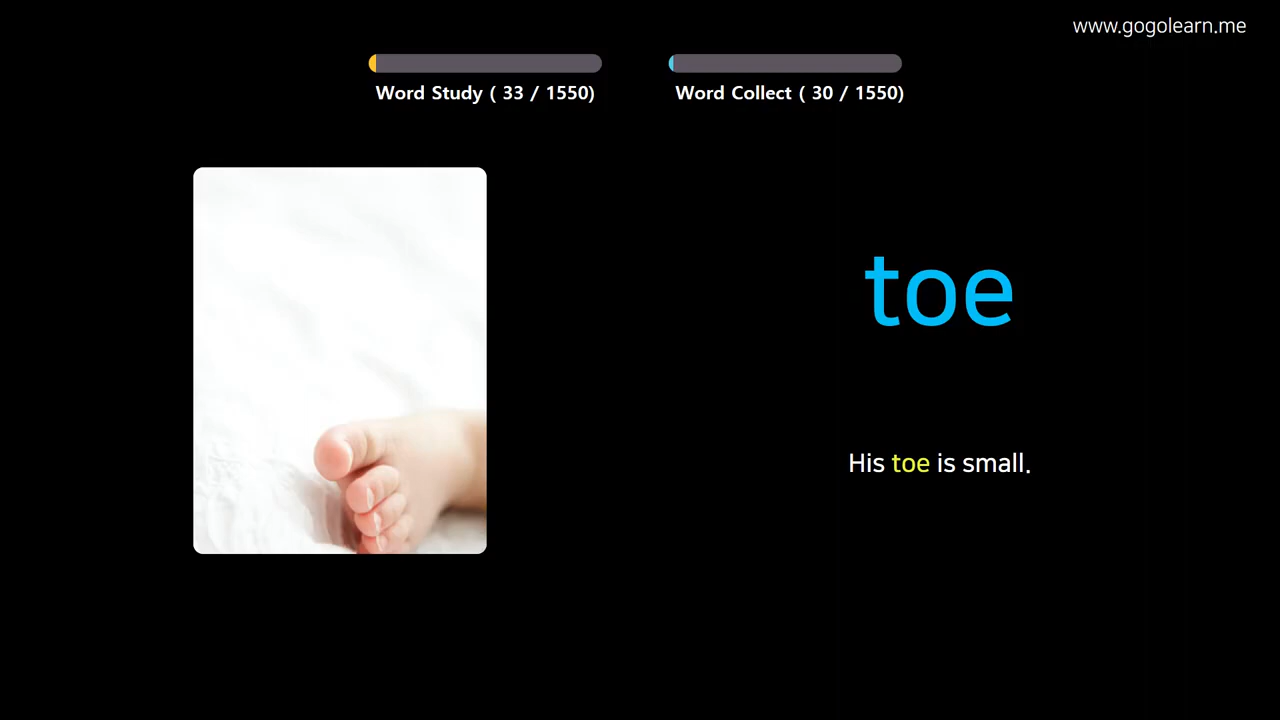 www.gogolearn.me
Word Study ( 33 / 1550)
Word Collect ( 30 / 1550)
toe
His toe is small.